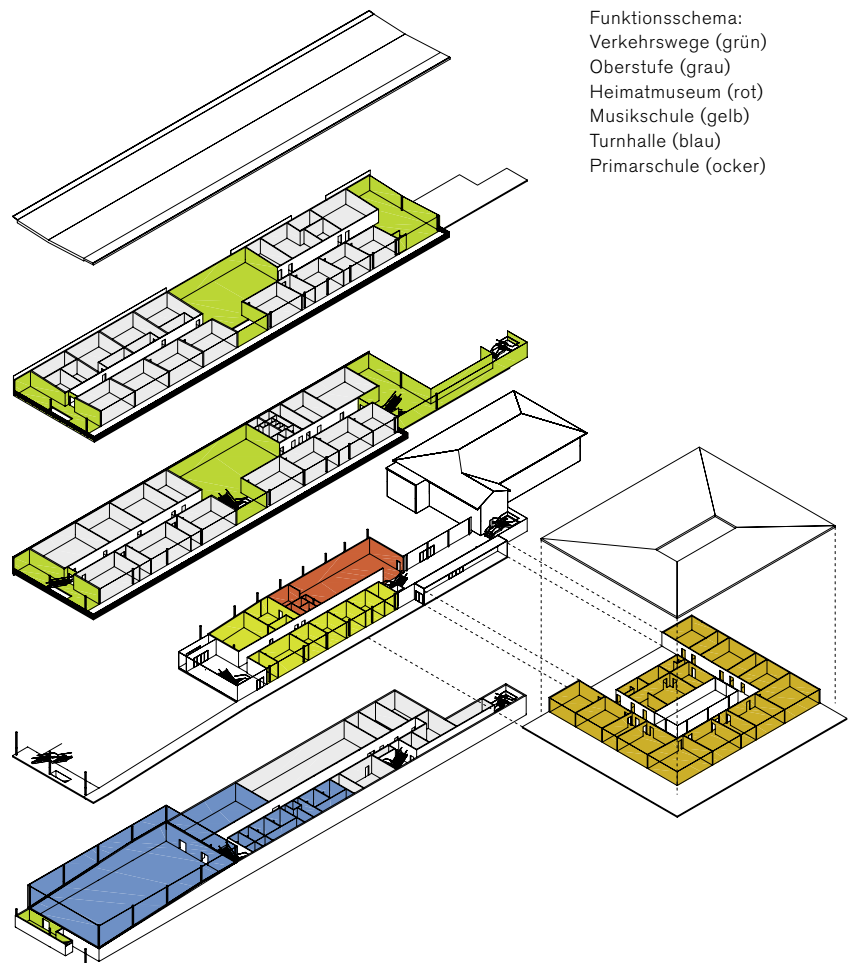 Funktionsschema:
Verkehrswege (grün)
Oberstufe (grau)
Heimatmuseum (rot)
Musikschule (gelb)
Turnhalle (blau)
Primarschule (ocker)